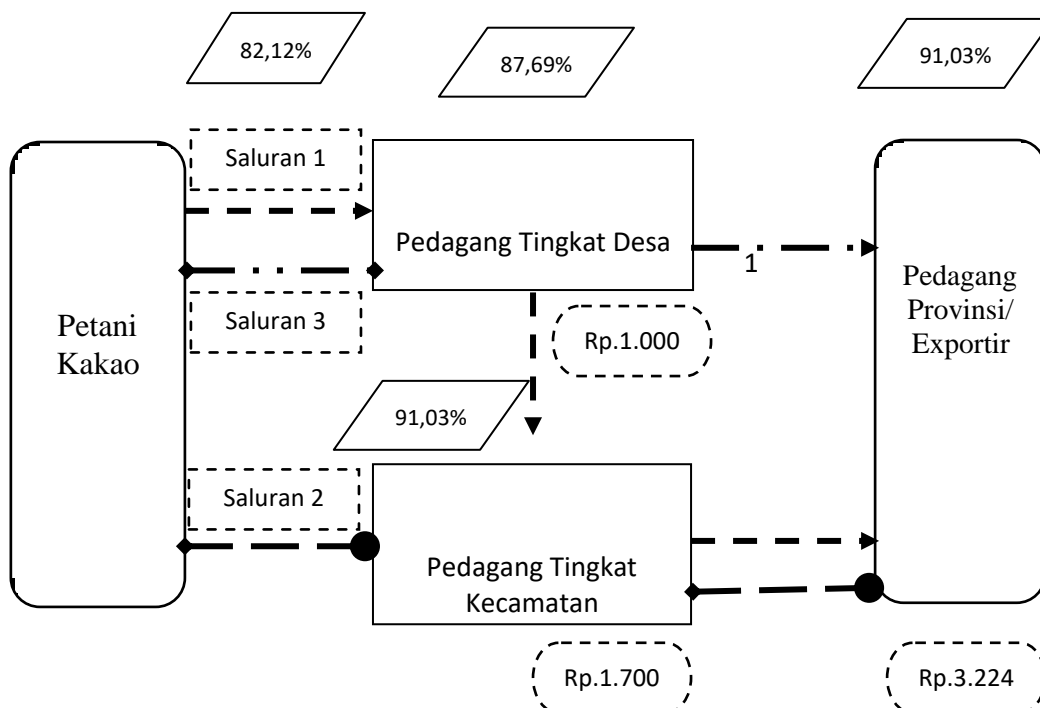 82,12%
87,69%
91,03%
Saluran 1
Pedagang Tingkat Desa
1
Saluran 3
Petani
Kakao
Pedagang
Provinsi/
Exportir
Rp.1.000
91,03%
Saluran 2
Pedagang Tingkat
Kecamatan
Rp.1.700
Rp.3.224